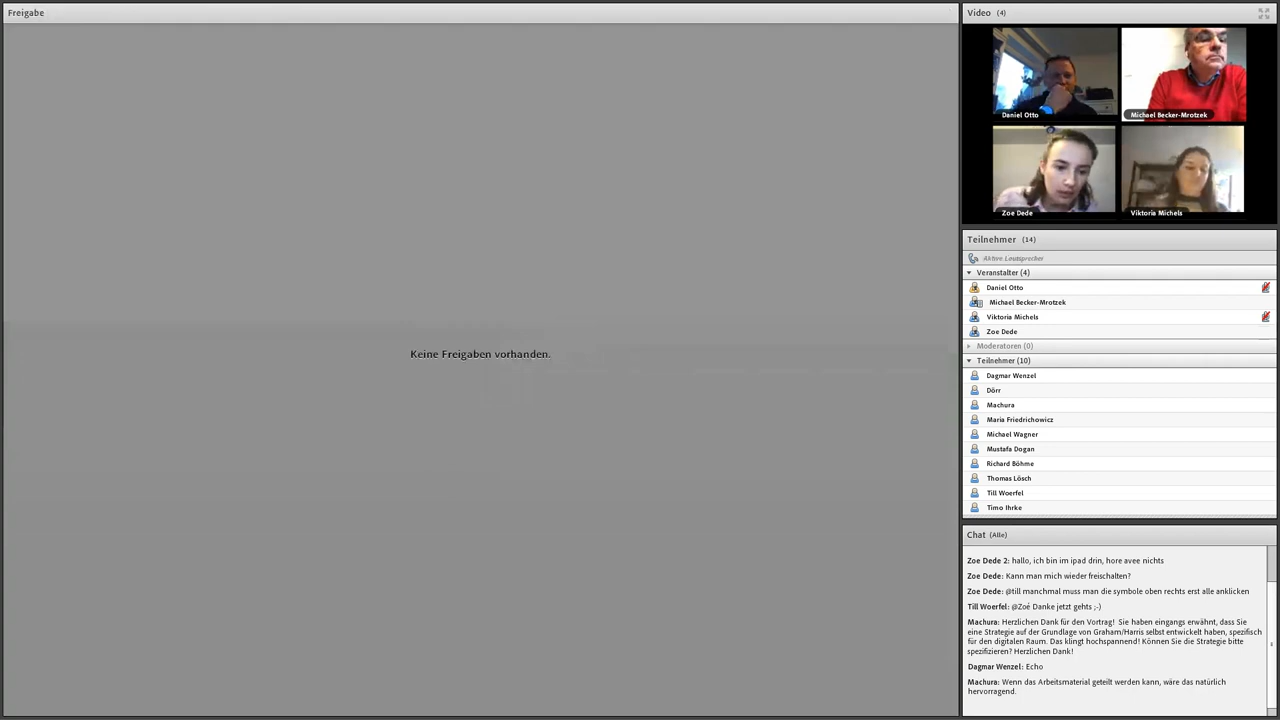 Freigabe
Keine Freigaben vorhanden.
Video (4)
Daniel Otto
Michael Becker-Mrotzek
Zoe Dede
Viktoria Michels
Teilnehmer (14)
Aktive Lautsprecher
Veranstalter (4)
Daniel Otto
Michael Becker-Mrotzek
Viktoria Michels
Zoe Dede
Moderatoren (0)
Teilnehmer (10)
Dagmar Wenzel
Dörr
Machura
Maria Friedrichowicz
Michael Wagner
Mustafa Dogan
Richard Böhme
Thomas Lösch
Till Woerfel
Timo Ihrke
Chat (Alle)
Zoe Dede 2: hallo, ich bin im ipad drin, hore avee nichts
Zoe Dede: Kann man mich wieder freischalten?
Zoe Dede: @till manchmal muss man die symbole oben rechts erst alle anklicken
Till Woerfel: @Zoé Danke jetzt gehts ;-)
Machura: Herzlichen Dank für den Vortrag! Sie haben eingangs erwähnt, dass Sie
eine Strategie auf der Grundlage von Graham/Harris selbst entwickelt haben, spezifisch
für den digitalen Raum. Das klingt hochspannend! Können Sie die Strategie bitte
spezifizieren? Herzlichen Dank!
Dagmar Wenzel: Echo
Machura: Wenn das Arbeitsmaterial geteilt werden kann, wäre das natürlich
hervorragend.